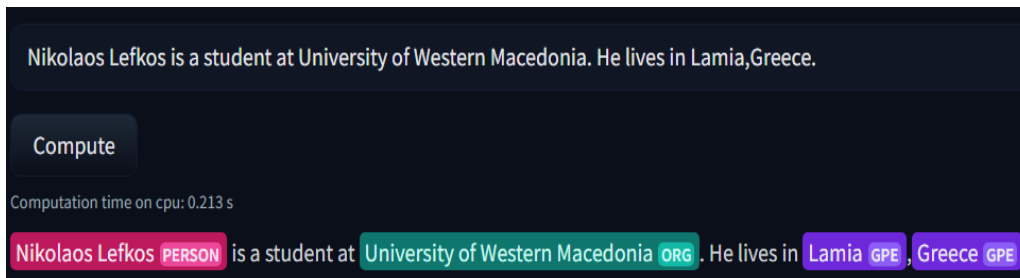 Nikolaos Lefkos is a student at University of Western Macedonia. He lives in Lamia,Greece.
Compute
Computation time on cpu: 0.213 s
Nikolaos Lefkos PERSON is a student at University of Western Macedonia ORG . He lives in Lamia GPE , Greece GPE